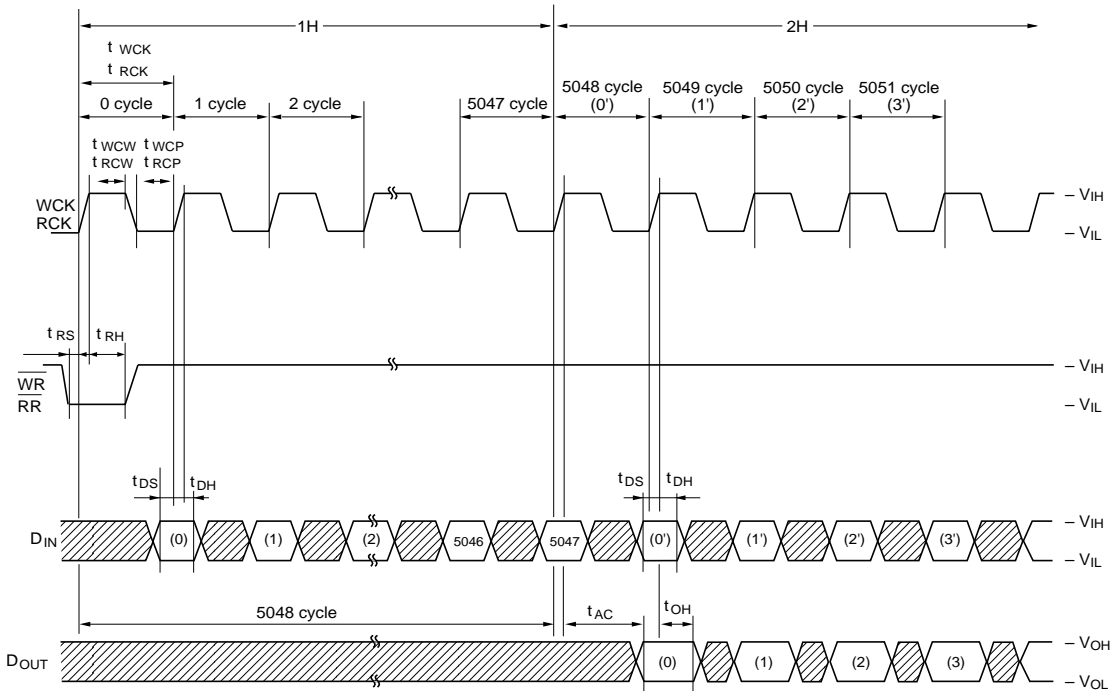 1H 2H
t WCK
t RCK
0 cycle 1 cycle 2 cycle 5047 cycle 5048 cycle (0') 5049 cycle (1') 5050 cycle (2') 5051 cycle (3')
t WCW t WCP
t RCW t RCP
WCK – VIH
RCK – VIL
t RS t RH
WR – VIH
RR – VIL
tDS tDH tDS tDH
DIN (0) (1) (2) 5046 5047 (0') (1') (2') (3') – VIH
– VIL
5048 cycle tAC tOH
DOUT (0) (1) (2) (3) – VOH
– VOL